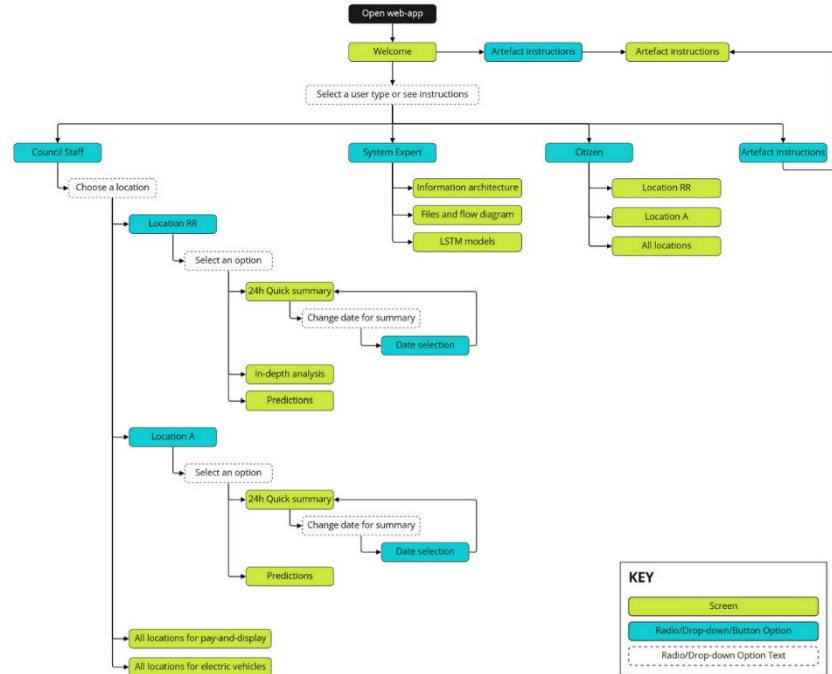 Open web-app
Welcome
Artefact instructions
Artefact instructions
Select a user type or see instructions
Council Staff
System Expert
Citizen
Artefact instructions
Choose a location
Information architecture
Location RR
Files and flow diagram
Location A
Location RR
LSTM models
All locations
Select an option
24h Quick summary
Change date for summary
Date selection
In-depth analysis
Predictions
Location A
Select an option
24h Quick summary
Change date for summary
Date selection
Predictions
All locations for pay-and-display
All locations for electric vehicles
KEY
Screen
Radio/Drop-down/Button Option
Radio/Drop-down Option Text